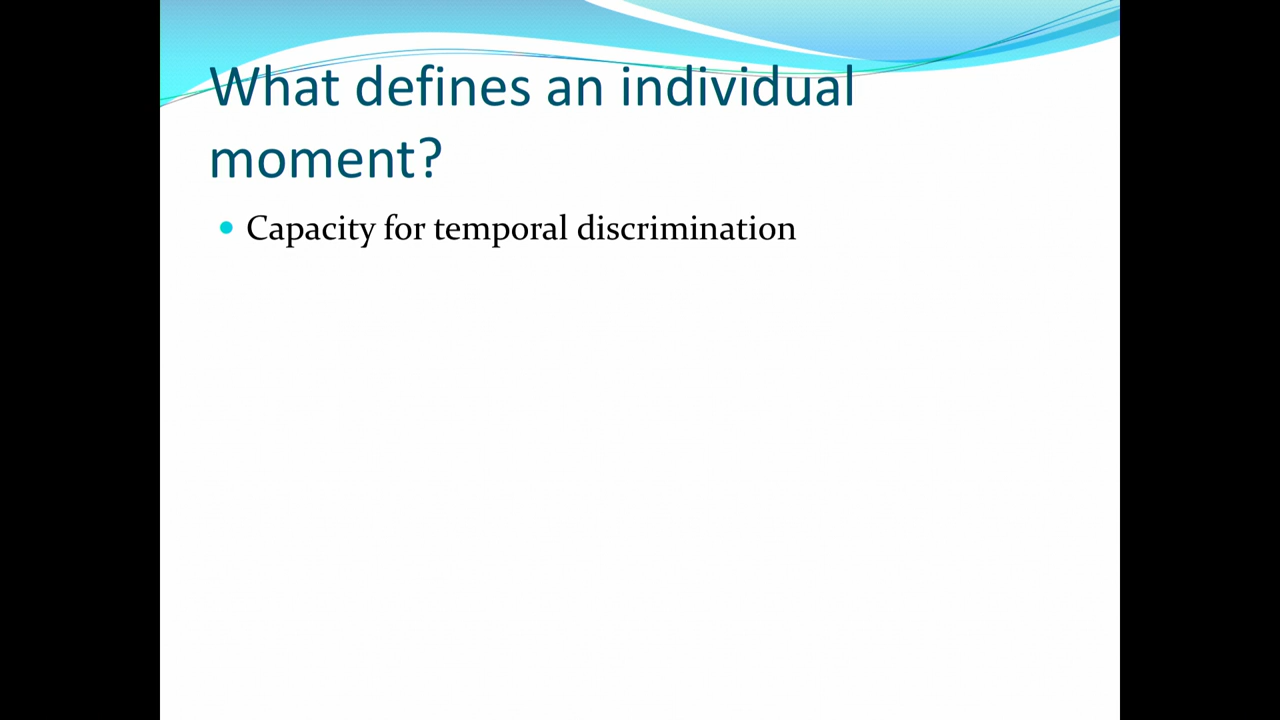 What defines an individual
moment?
Capacity for temporal discrimination